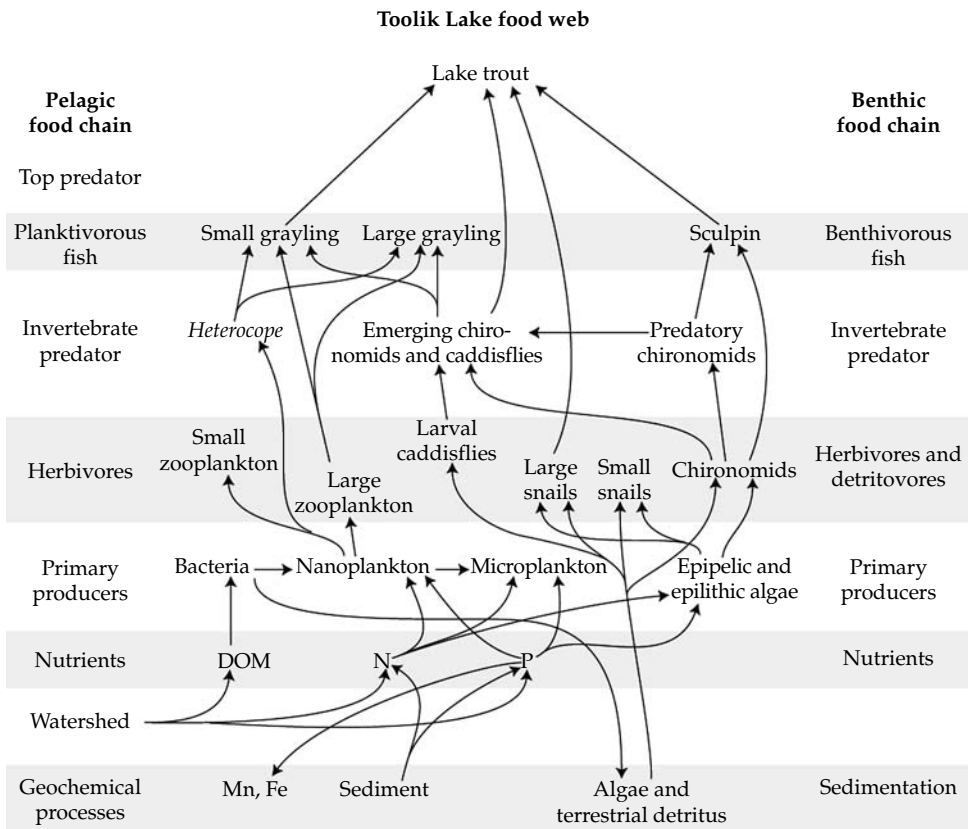 Toolik Lake food web
Lake trout
Pelagic
food chain
Benthic
food chain
Top predator
Planktivorous
fish
Small grayling
Large grayling
Sculpin
Benthivorous
fish
Invertebrate
predator
Heterocope
Emerging chiro-
nomids and caddisflies
Predatory
chironomids
Invertebrate
predator
Herbivores
Small
zooplankton
Large
zooplankton
Larval
caddisflies
Large
snails
Small
snails
Chironomids
Herbivores and
detritovores
Primary
producers
Bacteria
Nanoplankton
Microplankton
Epipelic and
epilithic algae
Primary
producers
Nutrients
DOM
N
P
Nutrients
Watershed
Geochemical
processes
Mn, Fe
Sediment
Algae and
terrestrial detritus
Sedimentation